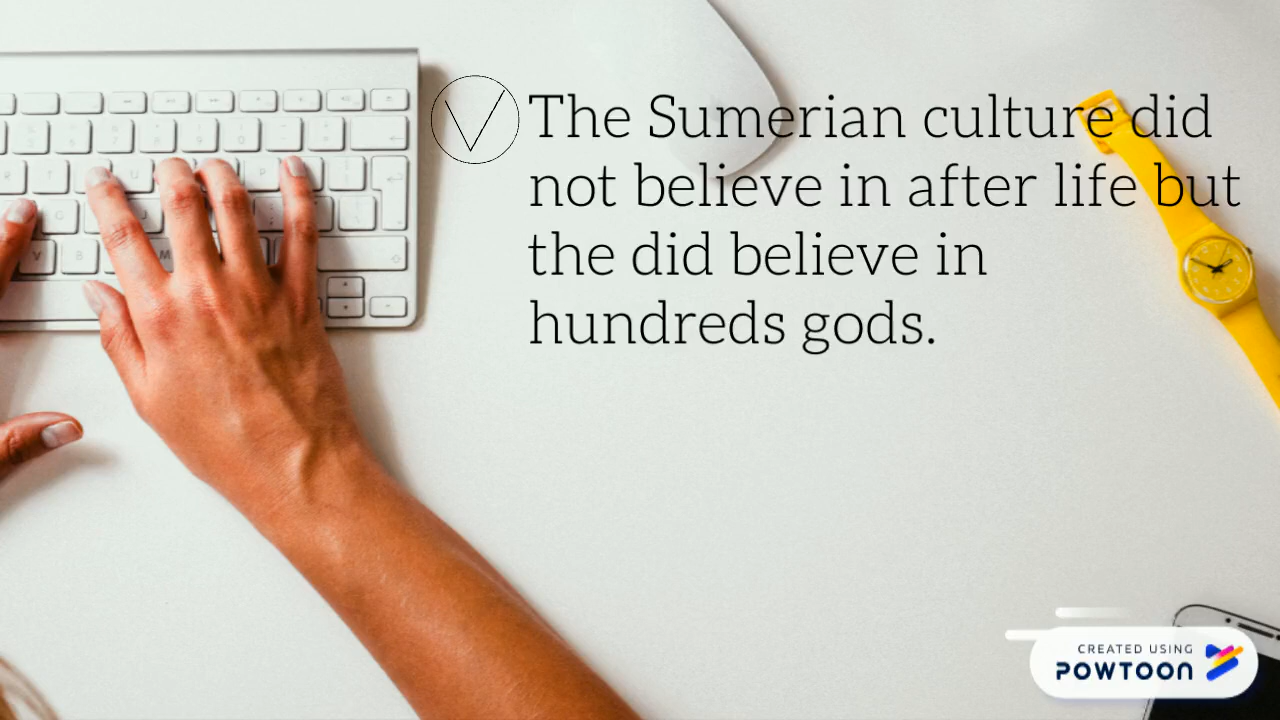 The Sumerian culture did
not believe in after life but
the did believe in
hundreds gods.
CREATED USING
POWTOON